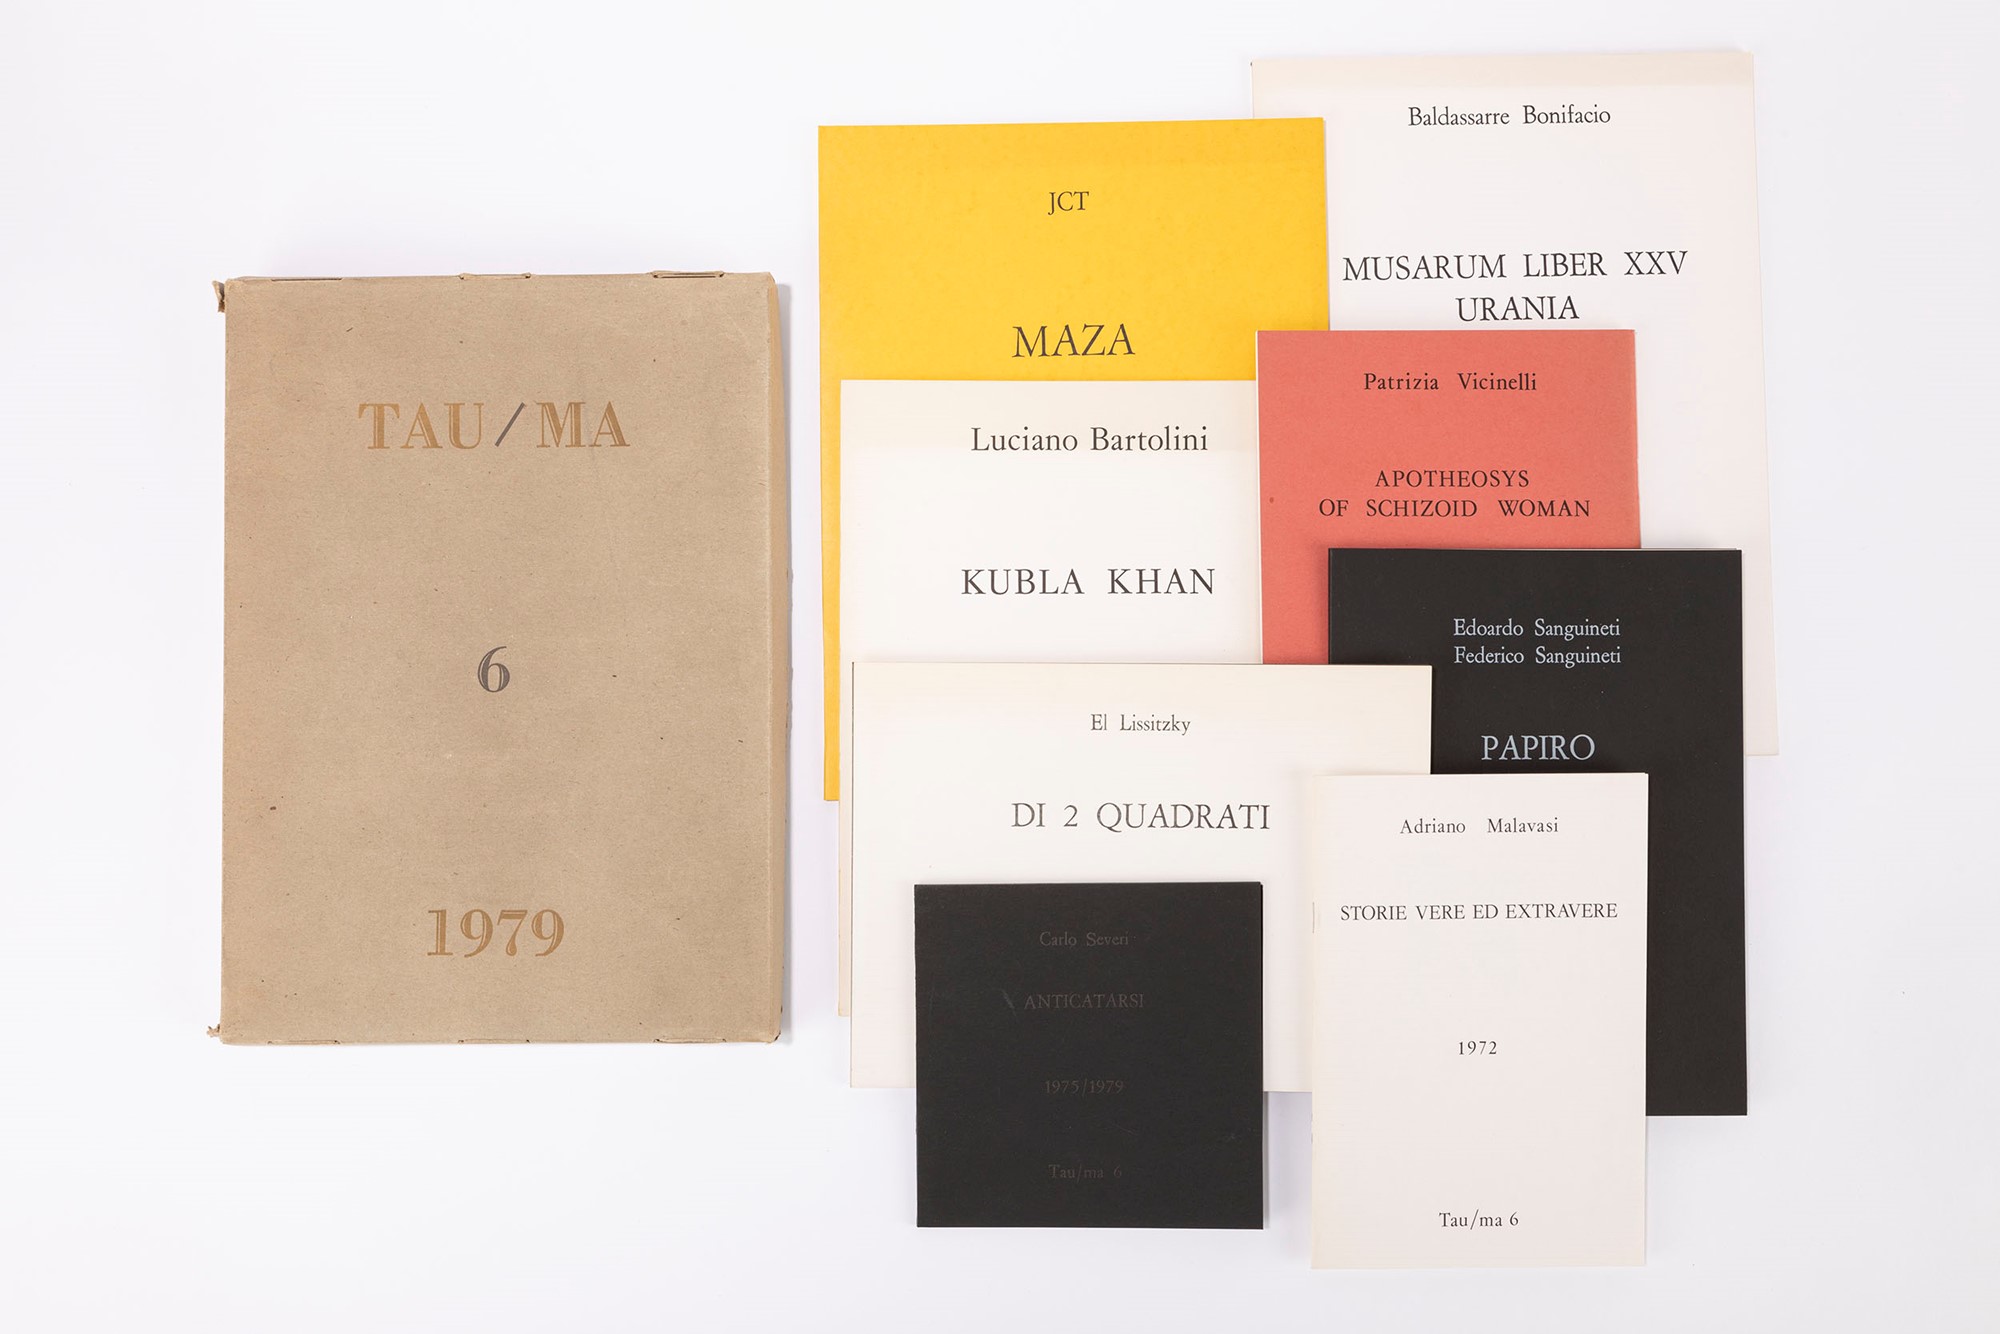 TAU/MA
6
1979
JCT
MAZA
Baldassarre Bonifacio
MUSARUM LIBER XXV
URANIA
Luciano Bartolini
KUBLA KHAN
Patrizia Vicinelli
APOTHEOSYS
OF SCHIZOID WOMAN
Edoardo Sanguineti
Federico Sanguineti
PAPIRO
El Lissitzky
DI 2 QUADRATI
Adriano Malavasi
STORIE VERE ED EXTRAVERE
1972
Tau/ma 6
Carlo Severi
ANTICATARSI
1975/1979
Tau/ma 6